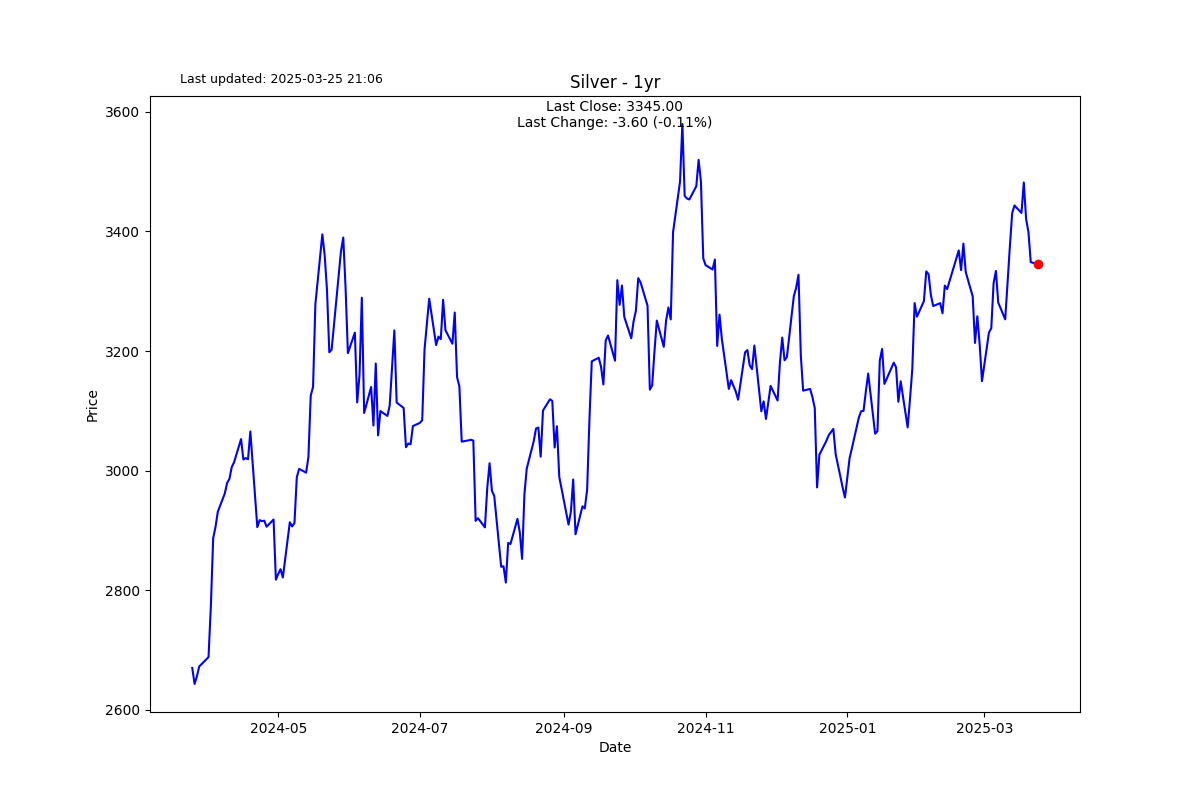 Last updated: 2025-03-25 21:06
Silver - 1yr
Last Close: 3345.00
Last Change: -3.60 (-0.11%)
3600
3400
3200
3000
2800
2600
Price
2024-05
2024-07
2024-09
2024-11
2025-01
2025-03
Date